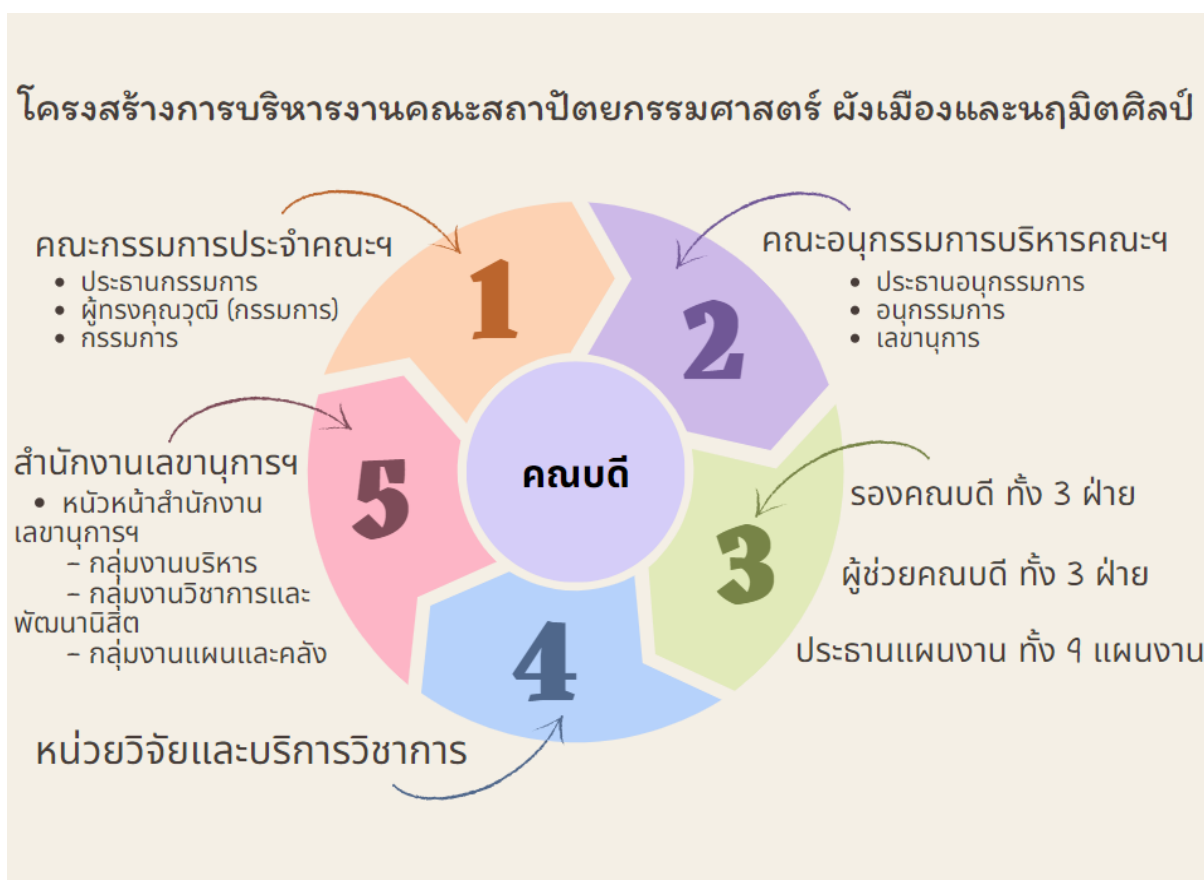 โครงสร้างการบริหารงานคณะสถาปัตยกรรมศาสตร์ ผังเมืองและนฤมิตศิลป์
คณะกรรมการประจำคณะฯ
• ประธานกรรมการ
• ผู้ทรงคุณวุฒิ (กรรมการ)
• กรรมการ
1
คณะอนุกรรมการบริหารคณะฯ
• ประธานอนุกรรมการ
• อนุกรรมการ
• เลขานุการ
2
รองคณบดี ทั้ง 3 ฝ่าย
ผู้ช่วยคณบดี ทั้ง 3 ฝ่าย
ประธานแผนงาน ทั้ง 9 แผนงาน
3
หน่วยวิจัยและบริการวิชาการ
4
สำนักงานเลขานุการฯ
• หนัวหน้าสำนักงาน
เลขานุการฯ
– กลุ่มงานบริหาร
– กลุ่มงานวิชาการและ
พัฒนานิสิต
– กลุ่มงานแผนและคลัง
5
คณบดี